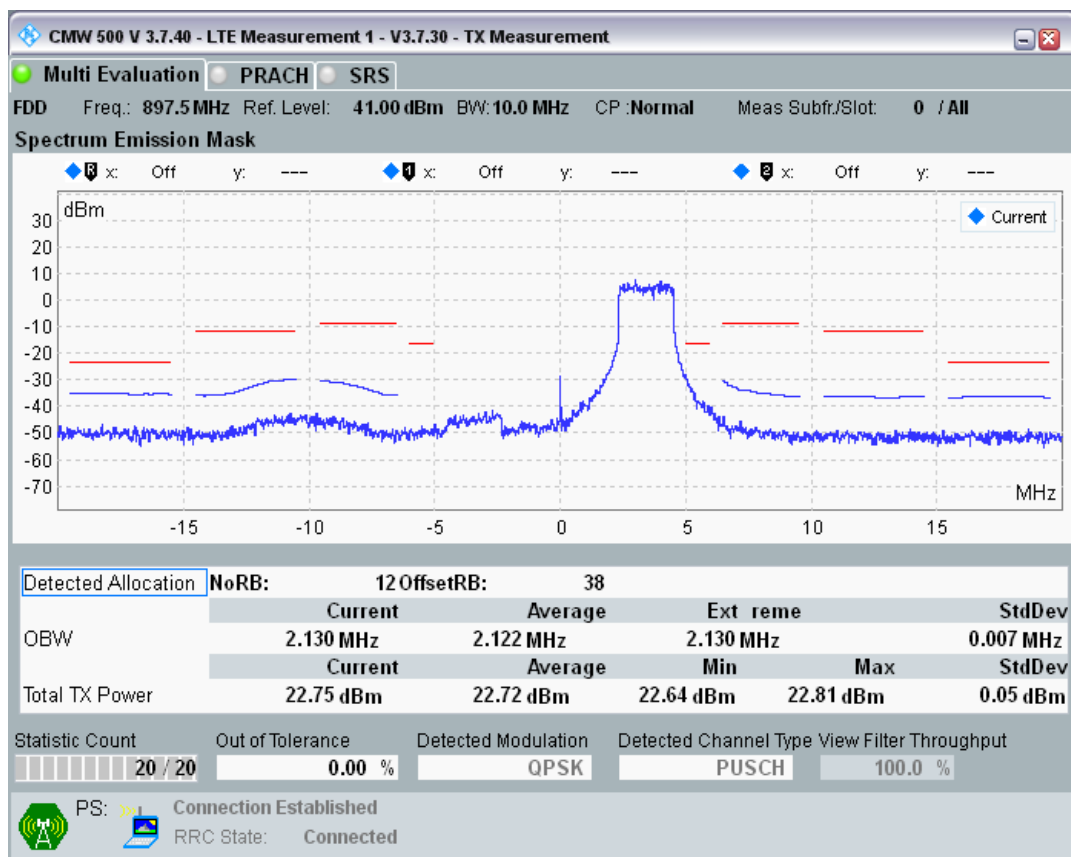 CMW 500 V 3.7.40 - LTE Measurement 1 - V3.7.30 - TX Measurement
Multi Evaluation PRACH SRS
FDD Freq.: 897.5 MHz Ref. Level: 41.00 dBm BW: 10.0 MHz CP :Normal Meas Subfr./Slot: 0 / All
Spectrum Emission Mask
R x: Off y: --- 1 x: Off y: --- 2 x: Off y: ---
dBm
Current
30
20
10
0
-10
-20
-30
-40
-50
-60
-70
MHz
-15 -10 -5 0 5 10 15
Detected Allocation NoRB: 12 OffsetRB: 38
Current Average Ext reme StdDev
OBW 2.130 MHz 2.122 MHz 2.130 MHz 0.007 MHz
Current Average Min Max StdDev
Total TX Power 22.75 dBm 22.72 dBm 22.64 dBm 22.81 dBm 0.05 dBm
Statistic Count Out of Tolerance Detected Modulation Detected Channel Type View Filter Throughput
20 / 20 0.00 % QPSK PUSCH 100.0 %
PS: Connection Established
RRC State: Connected